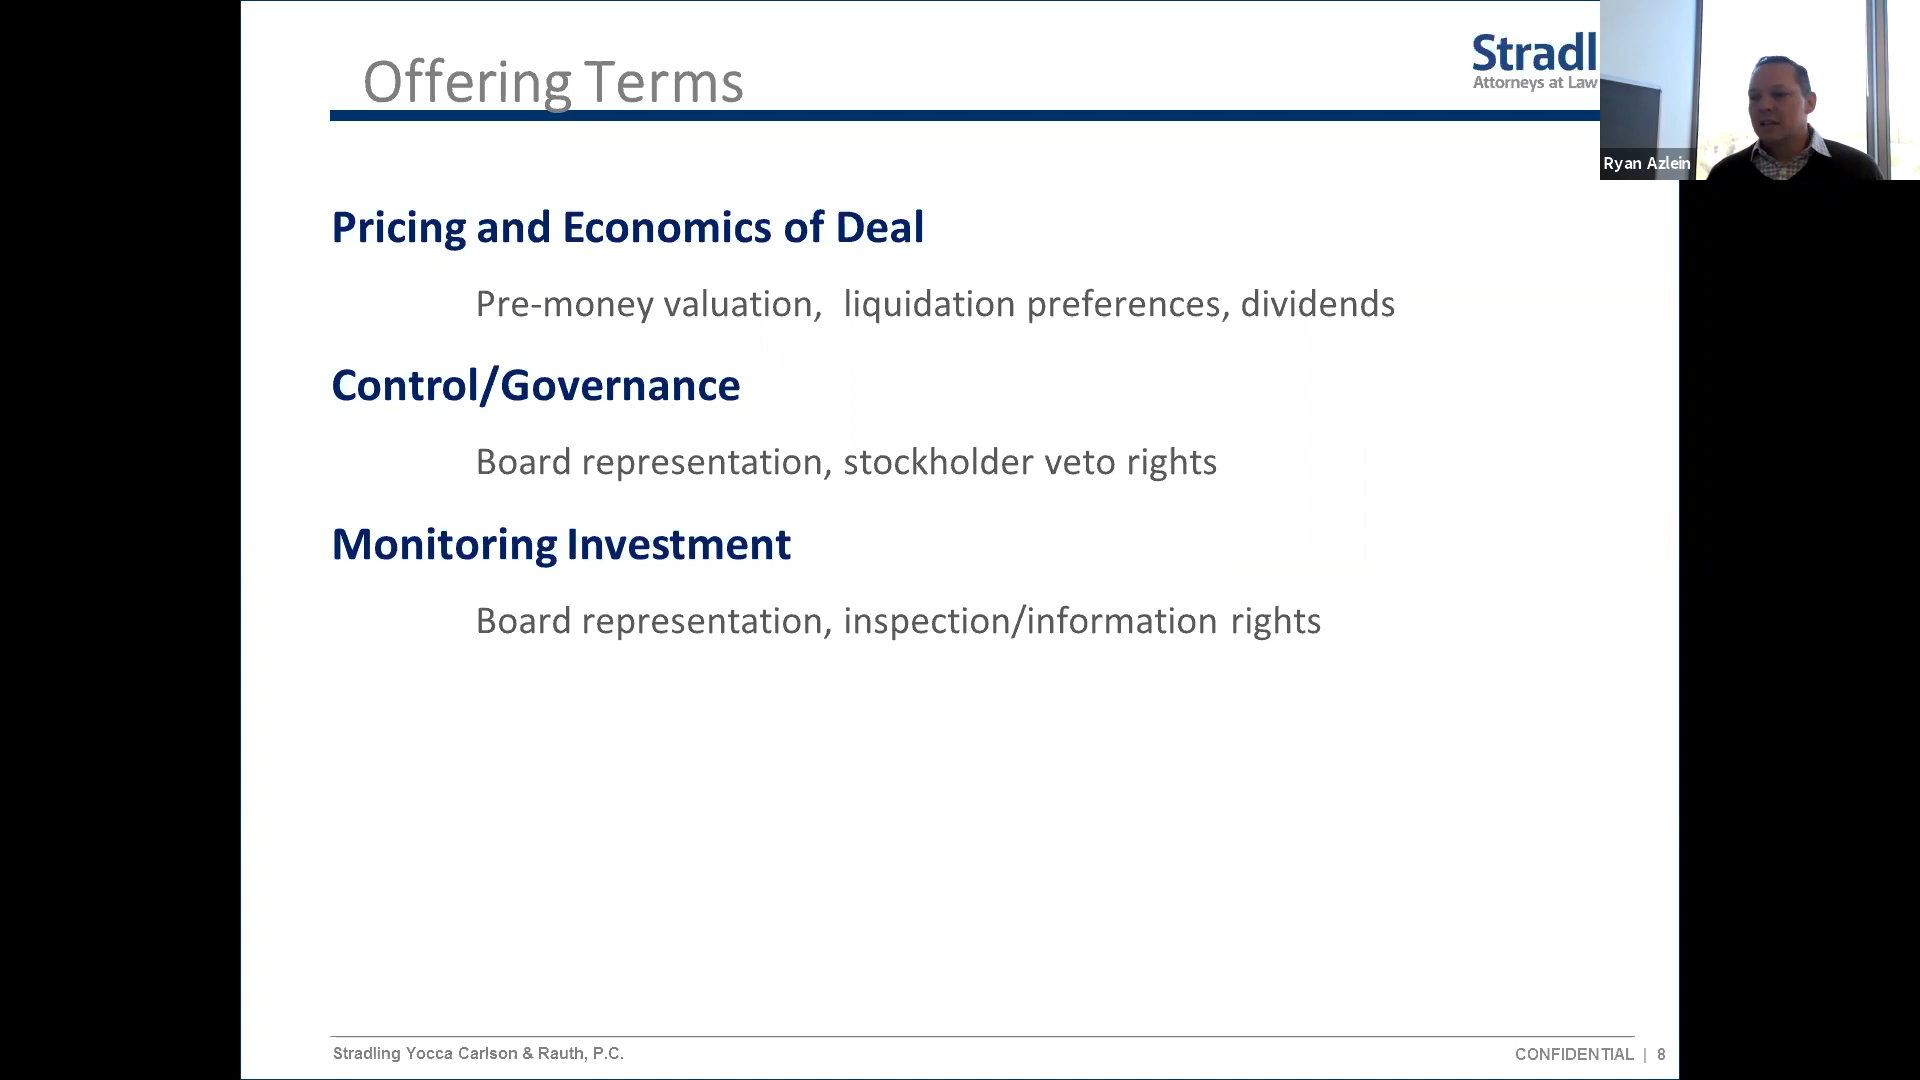 Offering Terms
Stradl
Attorneys at Law
Ryan Azlein
Pricing and Economics of Deal
Pre-money valuation, liquidation preferences, dividends
Control/Governance
Board representation, stockholder veto rights
Monitoring Investment
Board representation, inspection/information rights
Stradling Yocca Carlson & Rauth, P.C.
CONFIDENTIAL | 8